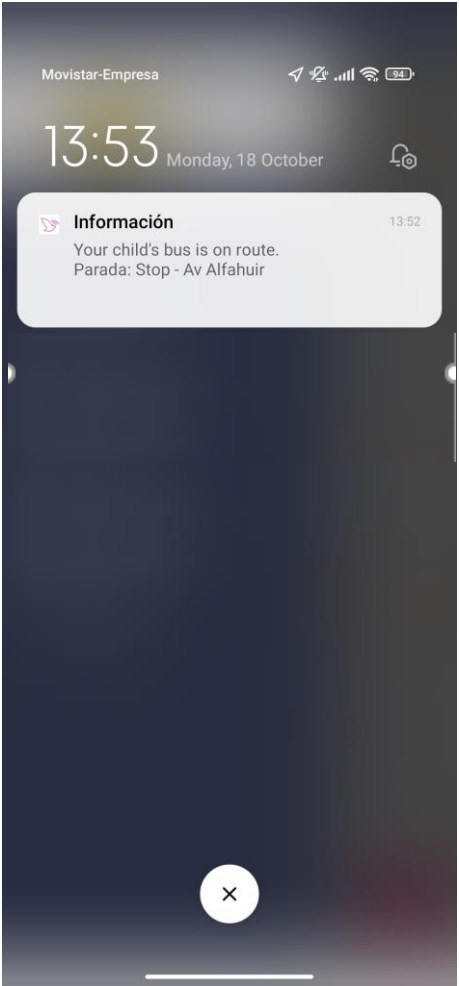 Movistar-Empresa 94
13:53 Monday, 18 October
Información 13:52
Your child's bus is on route.
Parada: Stop - Av Alfahuir